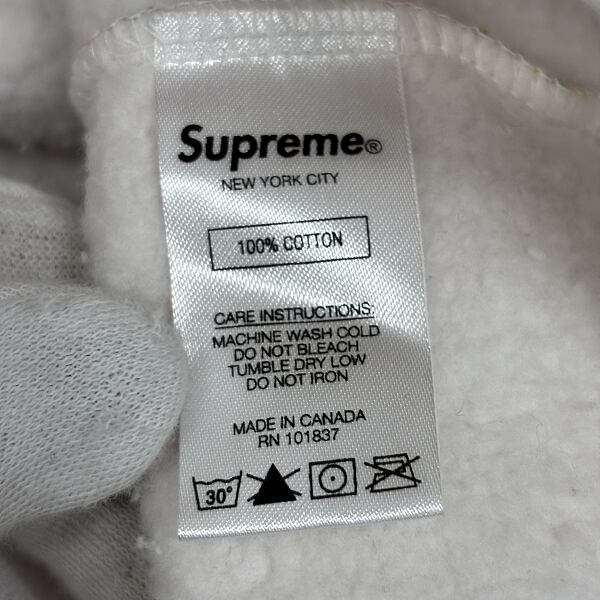 Supreme®
NEW YORK CITY
100% COTTON
CARE INSTRUCTIONS:
MACHINE WASH COLD
DO NOT BLEACH
TUMBLE DRY LOW
DO NOT IRON
MADE IN CANADA
RN 101837
30°